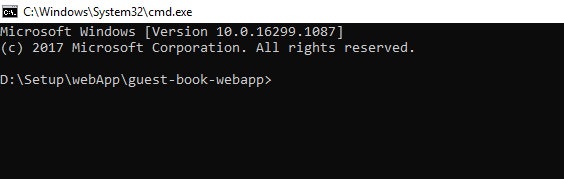 C:\Windows\System32\cmd.exe
Microsoft Windows [Version 10.0.16299.1087]
(c) 2017 Microsoft Corporation. All rights reserved.
D:\Setup\webApp\guest-book-webapp>